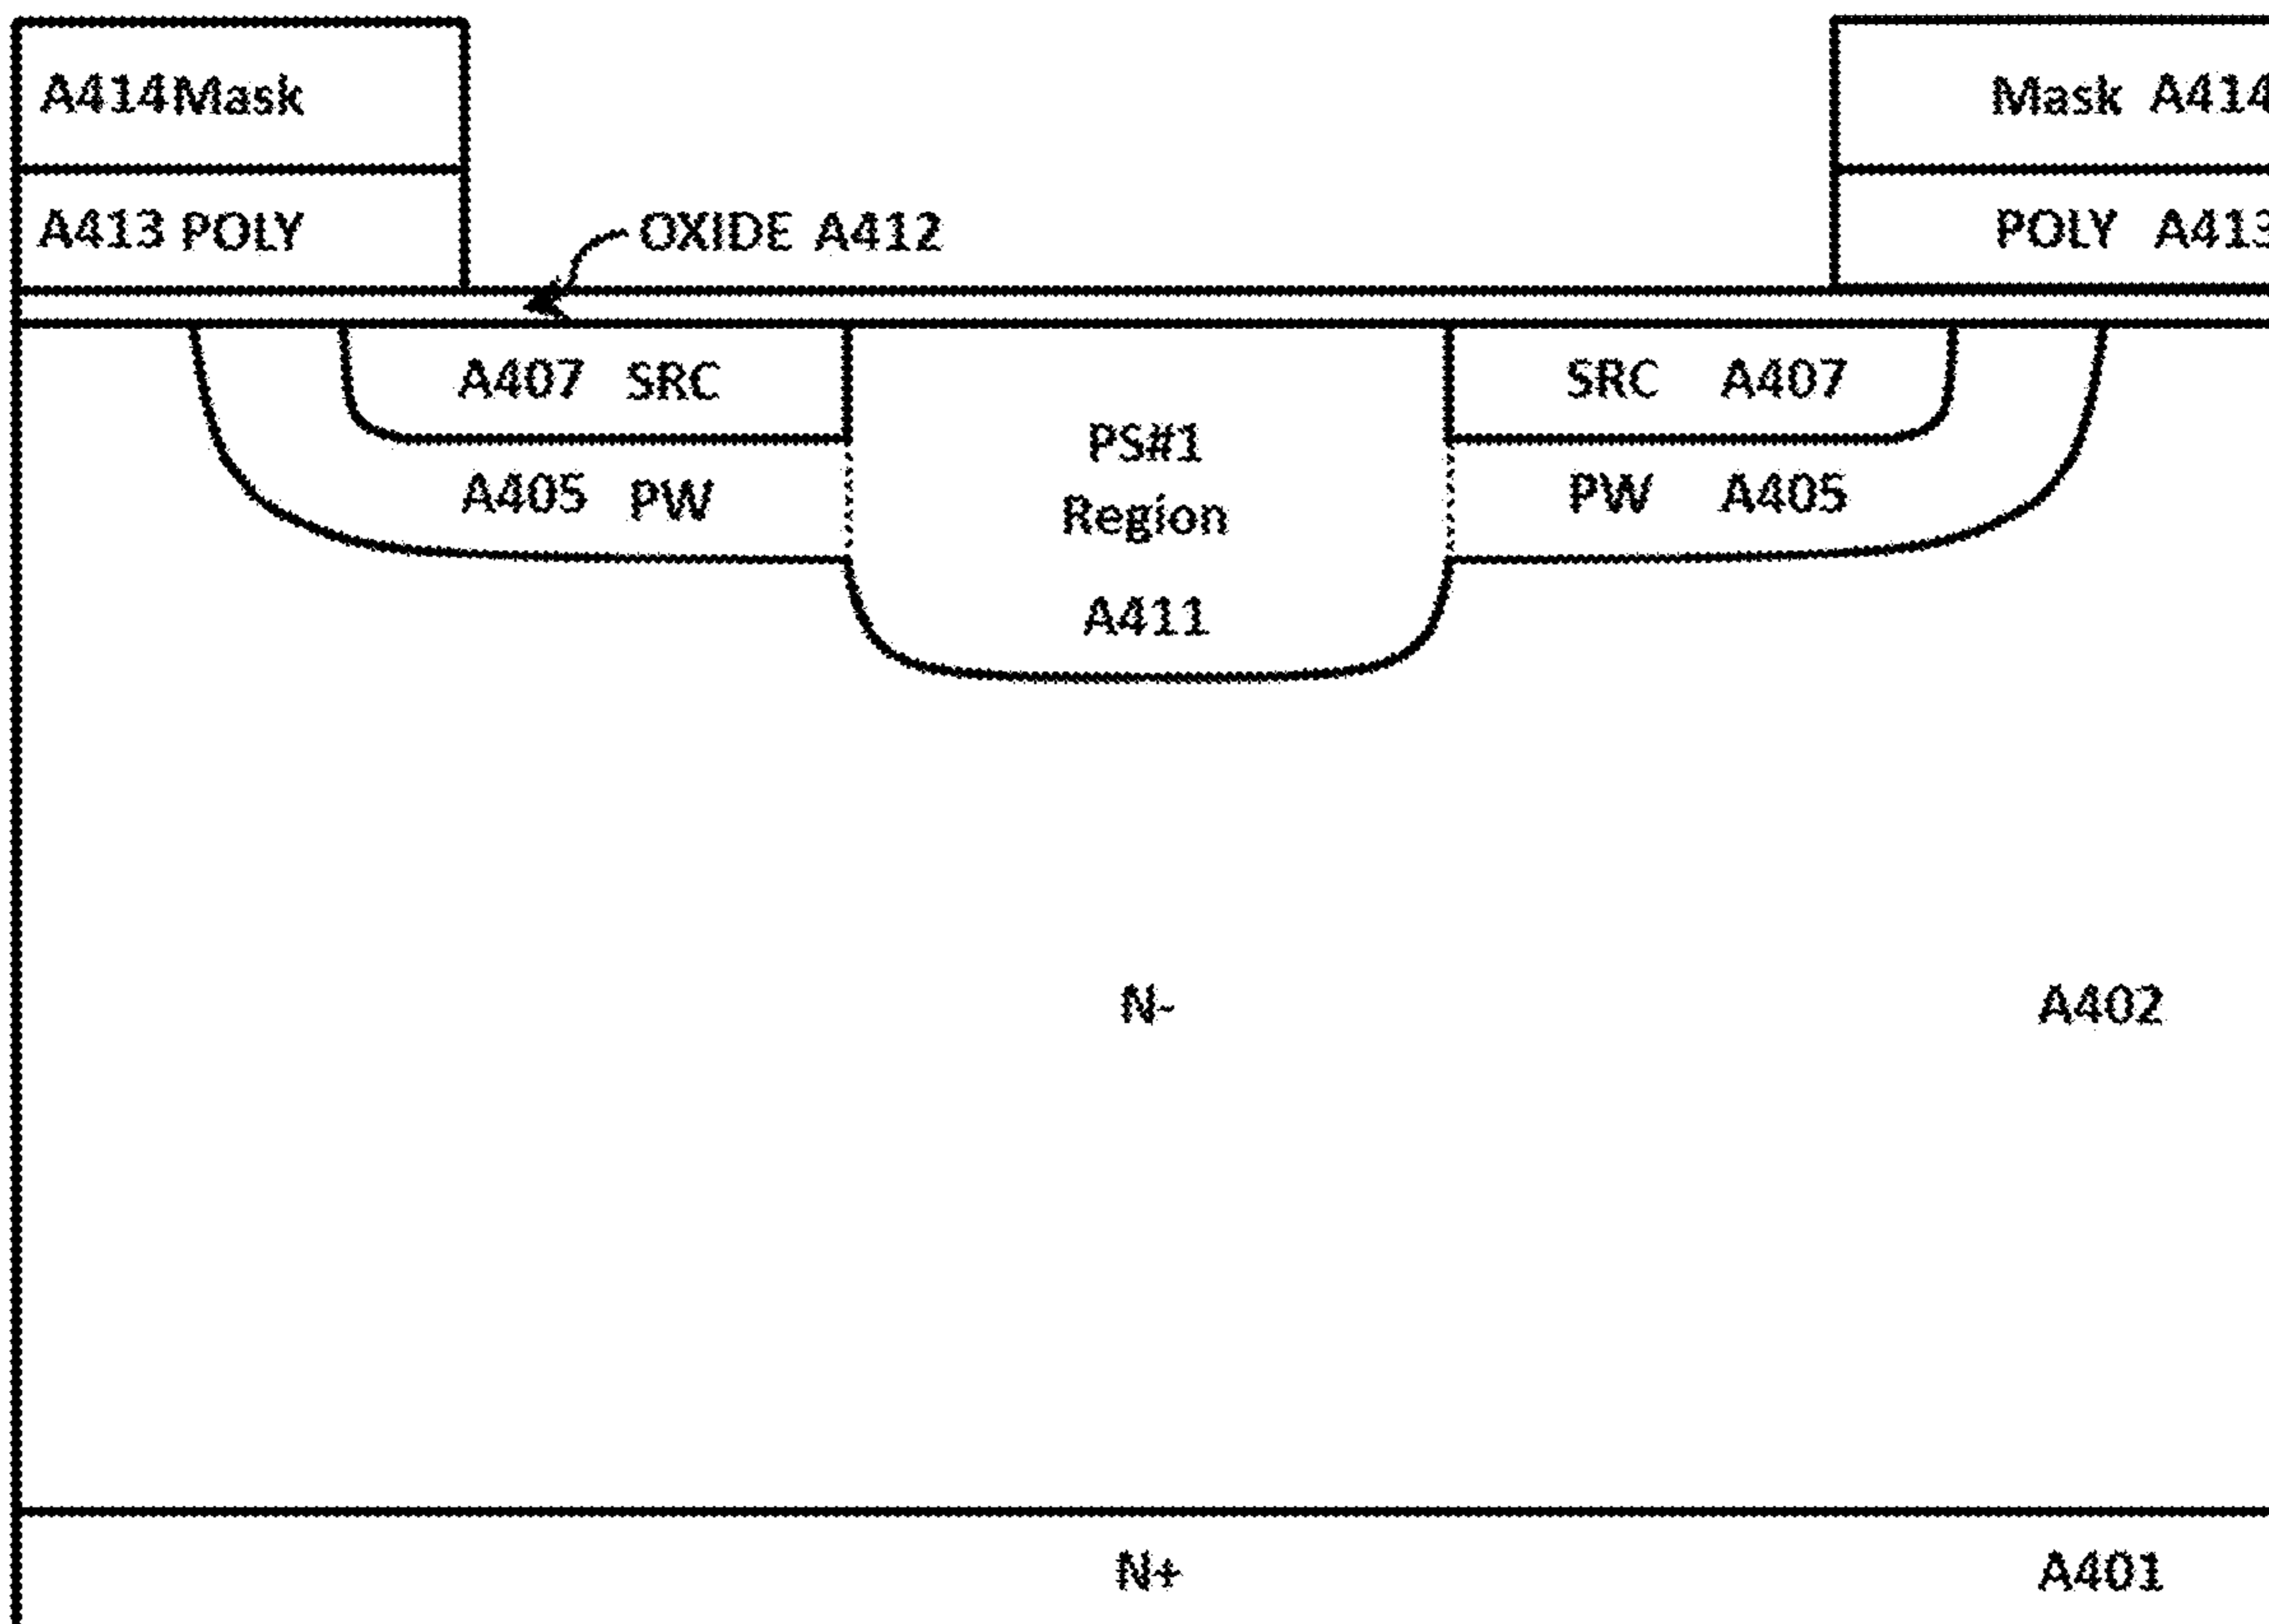 A414Mask
Mask A414
A413 POLY
OXIDE A412
POLY A413
A407 SRC
SRC A407
PS#1
Region
A411
A405 PW
PW A405
N-
A402
N+
A401